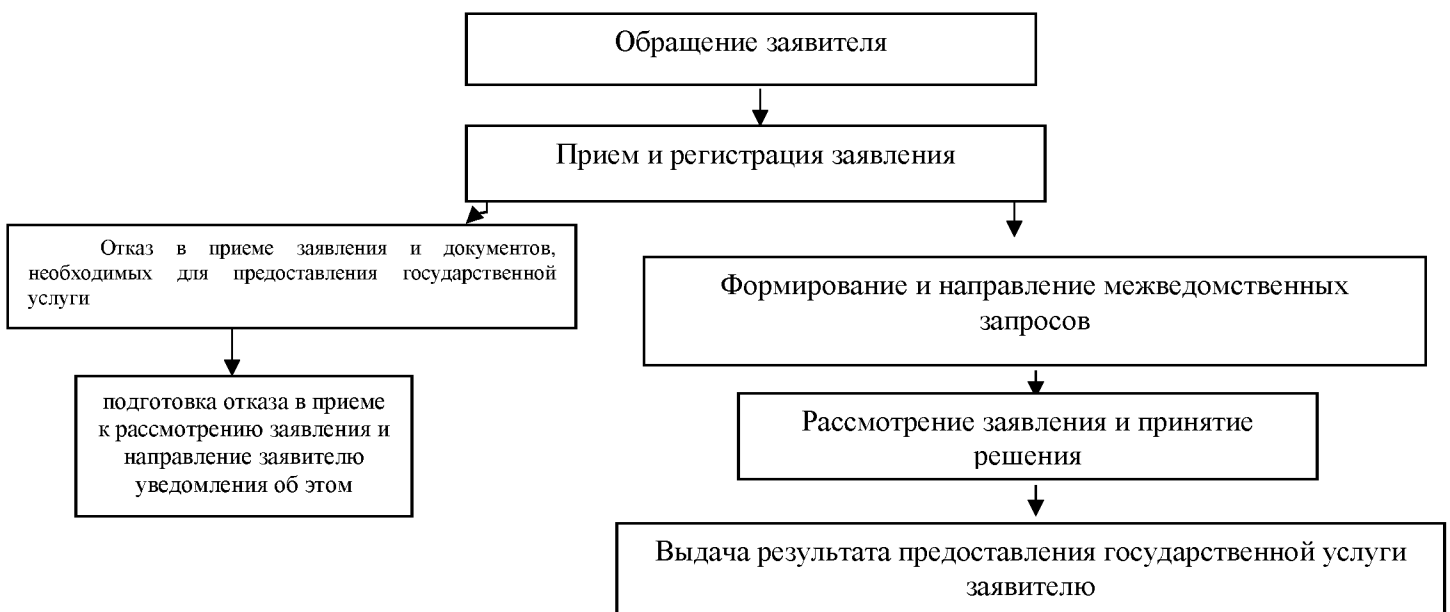 Обращение заявителя
Прием и регистрация заявления
Отказ в приеме заявления и документов,
необходимых для предоставления государственной
услуги
подготовка отказа в приеме
к рассмотрению заявления и
направление заявителю
уведомления об этом
Формирование и направление межведомственных
запросов
Рассмотрение заявления и принятие
решения
Выдача результата предоставления государственной услуги
заявителю